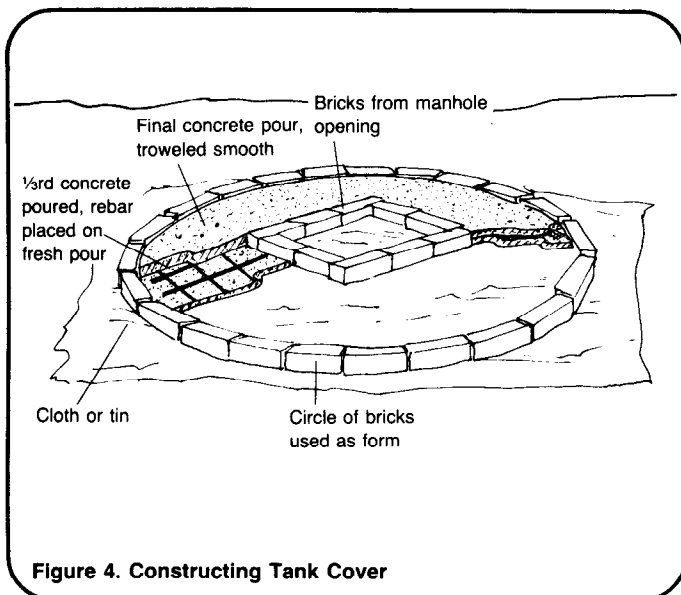 Bricks from manhole
opening
Final concrete pour,
troweled smooth
⅓rd concrete
poured, rebar
placed on
fresh pour
Cloth or tin
Circle of bricks
used as form
Figure 4. Constructing Tank Cover